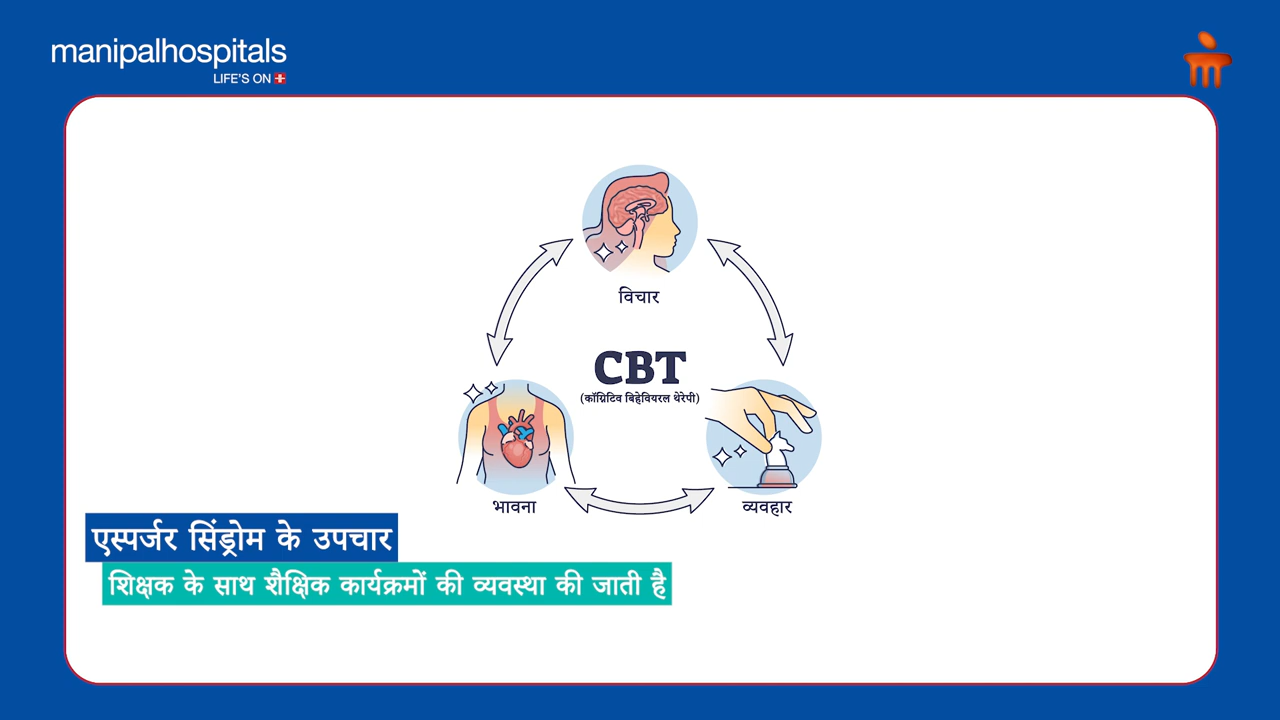 manipalhospitals
LIFE'S ON
विचार
CBT
(कॉग्निटिव बिहेवियरल थेरेपी)
भावना
व्यवहार
एस्पर्जर सिंड्रोम के उपचार
शिक्षक के साथ शैक्षिक कार्यक्रमों की व्यवस्था की जाती है